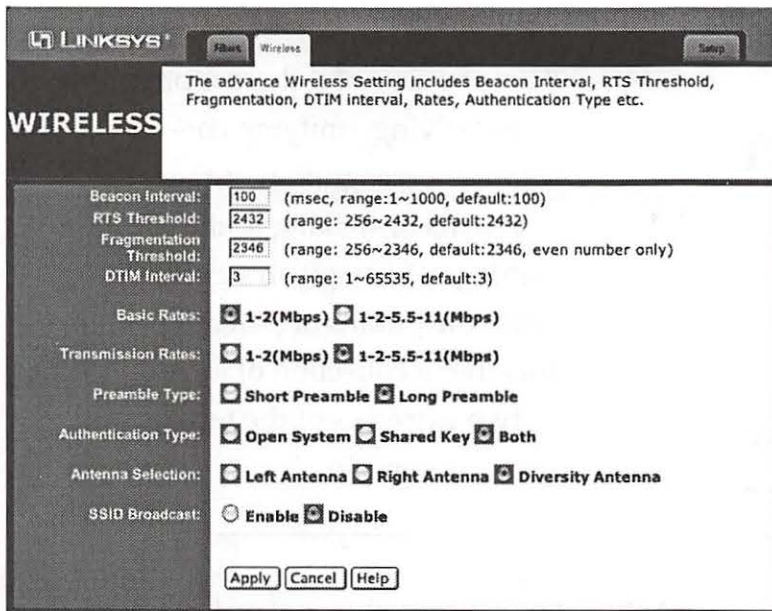 LINKSYS
Filters Wireless Setup
WIRELESS
The advance Wireless Setting includes Beacon Interval, RTS Threshold,
Fragmentation, DTIM interval, Rates, Authentication Type etc.
Beacon Interval: 100 (msec, range:1~1000, default:100)
RTS Threshold: 2432 (range: 256~2432, default:2432)
Fragmentation
Threshold: 2346 (range: 256~2346, default:2346, even number only)
DTIM Interval: 3 (range: 1~65535, default:3)
Basic Rates: 1-2(Mbps) 1-2-5.5-11(Mbps)
Transmission Rates: 1-2(Mbps) 1-2-5.5-11(Mbps)
Preamble Type: Short Preamble Long Preamble
Authentication Type: Open System Shared Key Both
Antenna Selection: Left Antenna Right Antenna Diversity Antenna
SSID Broadcast: Enable Disable
Apply Cancel Help